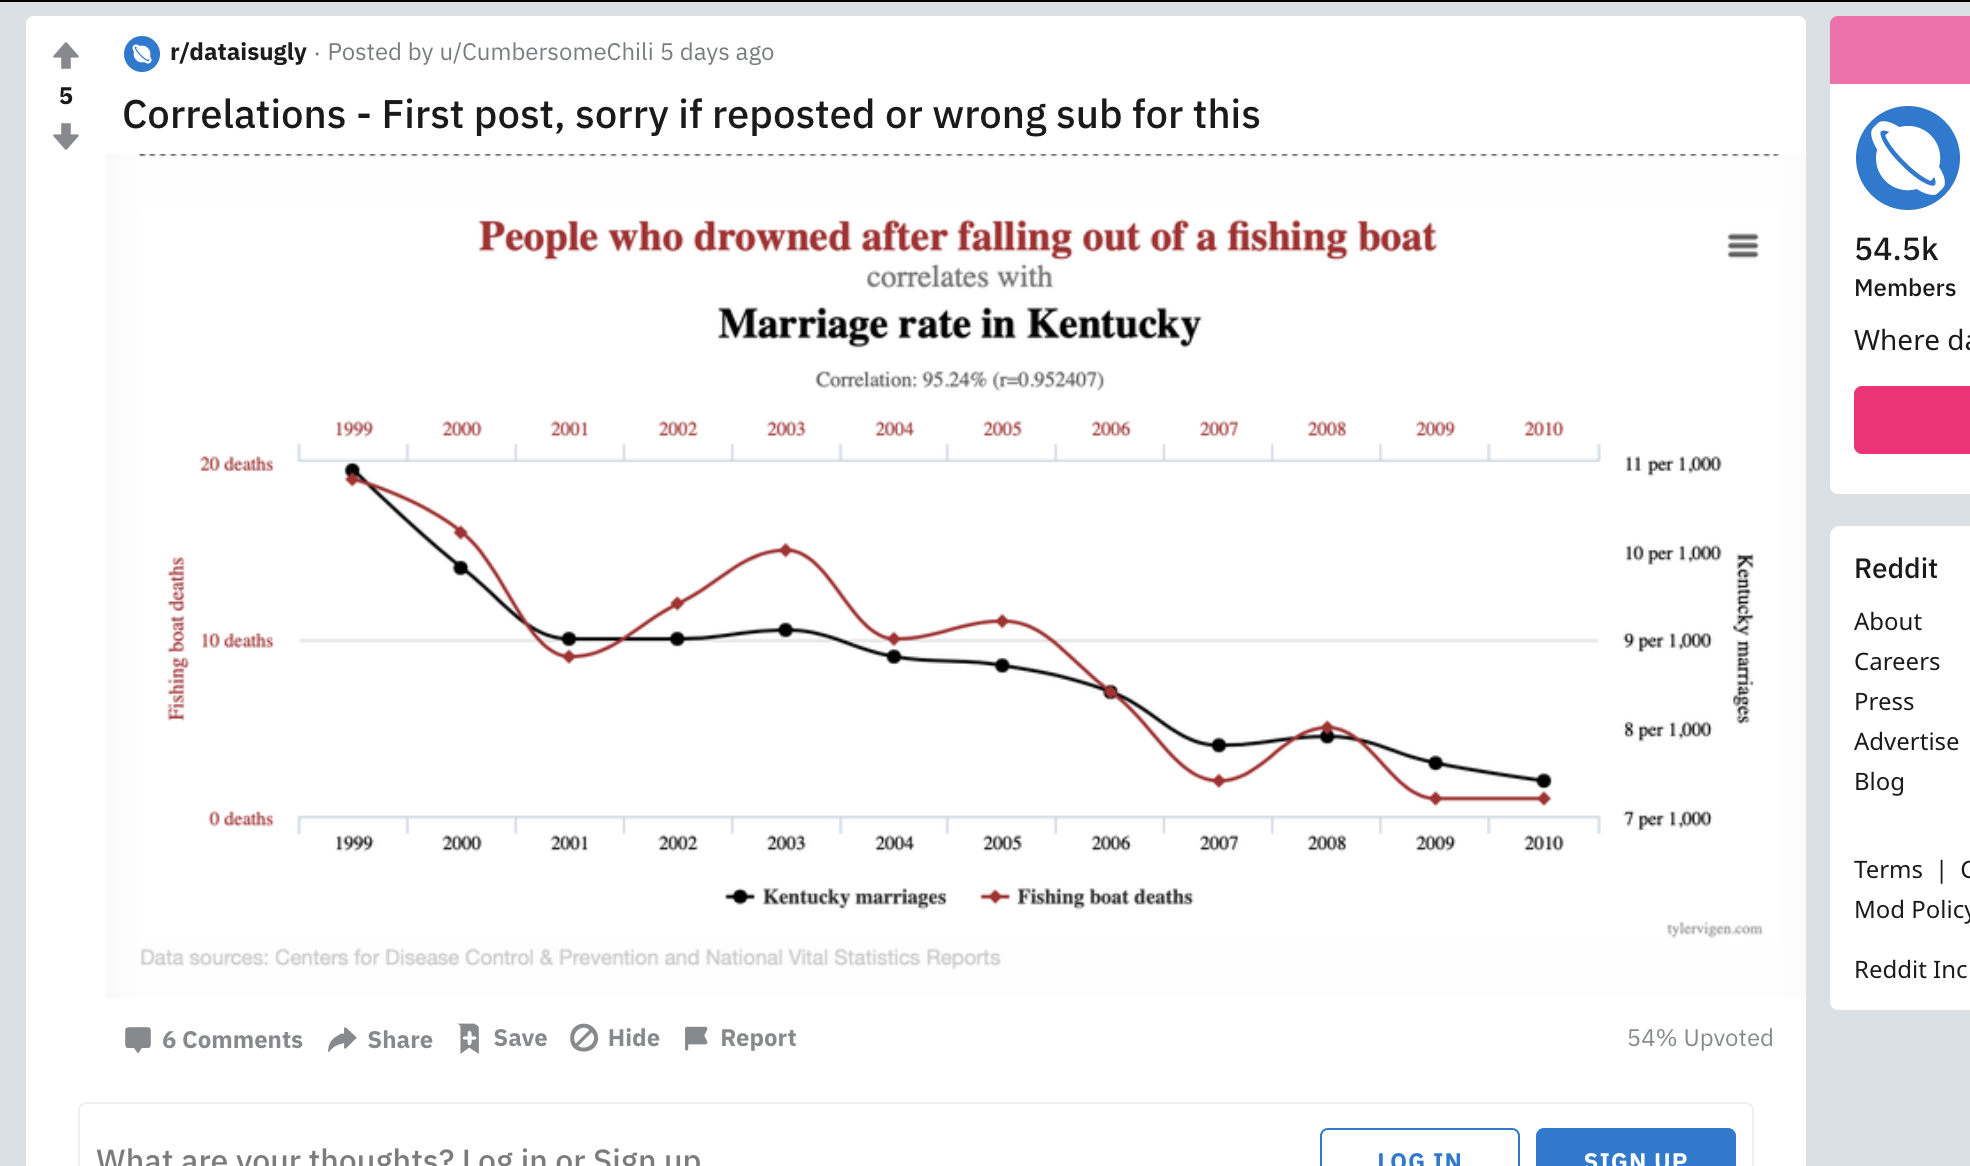 r/dataisugly · Posted by u/CumbersomeChili 5 days ago
5
Correlations - First post, sorry if reposted or wrong sub for this
People who drowned after falling out of a fishing boat
correlates with
Marriage rate in Kentucky
Correlation: 95.24% (r=0.952407)
1999 2000 2001 2002 2003 2004 2005 2006 2007 2008 2009 2010
20 deaths
10 deaths
0 deaths
Fishing boat deaths
11 per 1,000
10 per 1,000
9 per 1,000
8 per 1,000
7 per 1,000
Kentucky marriages
1999 2000 2001 2002 2003 2004 2005 2006 2007 2008 2009 2010
Kentucky marriages Fishing boat deaths
tylervigen.com
Data sources: Centers for Disease Control & Prevention and National Vital Statistics Reports
6 Comments Share Save Hide Report
54% Upvoted
What are your thoughts? Log in or Sign up
LOG IN SIGN UP
54.5k
Members
Where
Reddit
About
Careers
Press
Advertise
Blog
Terms |
Mod Policy
Reddit Inc